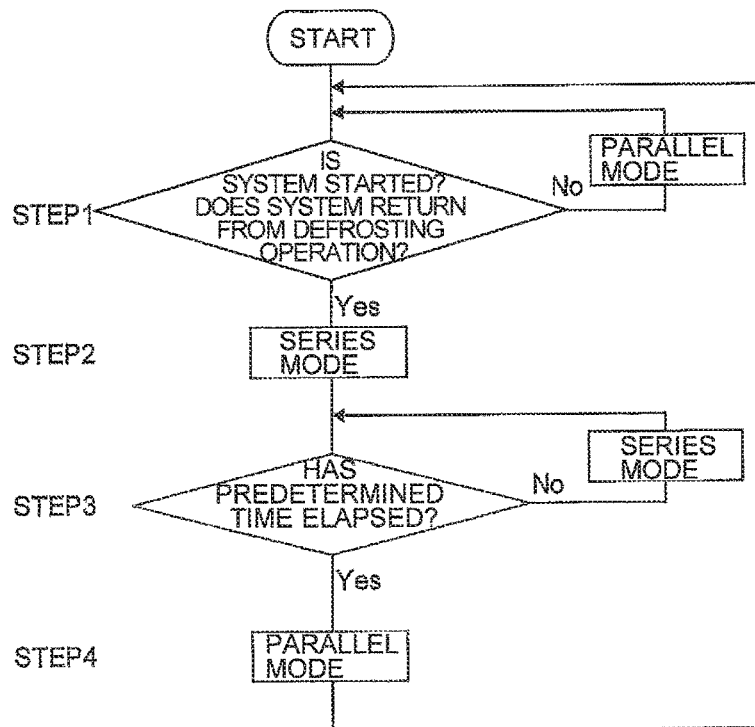 START
PARALLEL
MODE
No
IS
SYSTEM STARTED?
DOES SYSTEM RETURN
FROM DEFROSTING
OPERATION?
STEP1
Yes
STEP2
SERIES
MODE
SERIES
MODE
No
HAS
PREDETERMINED
TIME ELAPSED?
STEP3
Yes
STEP4
PARALLEL
MODE